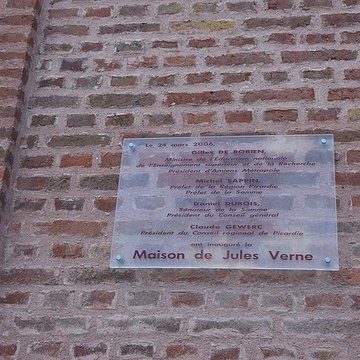 Le 24 mars 2006,
Gilles DE ROBIEN,
Ministre de l'Éducation nationale
de l'Enseignement supérieur et de la Recherche
Président d'Amiens Métropole
Michel SAPPIN,
Préfet de la Région Picardie
Préfet de la Somme
Daniel DUBOIS,
Sénateur de la Somme
Président du Conseil général
Claude GEWERC
Président du Conseil régional de Picardie
ont inauguré la
Maison de Jules Verne